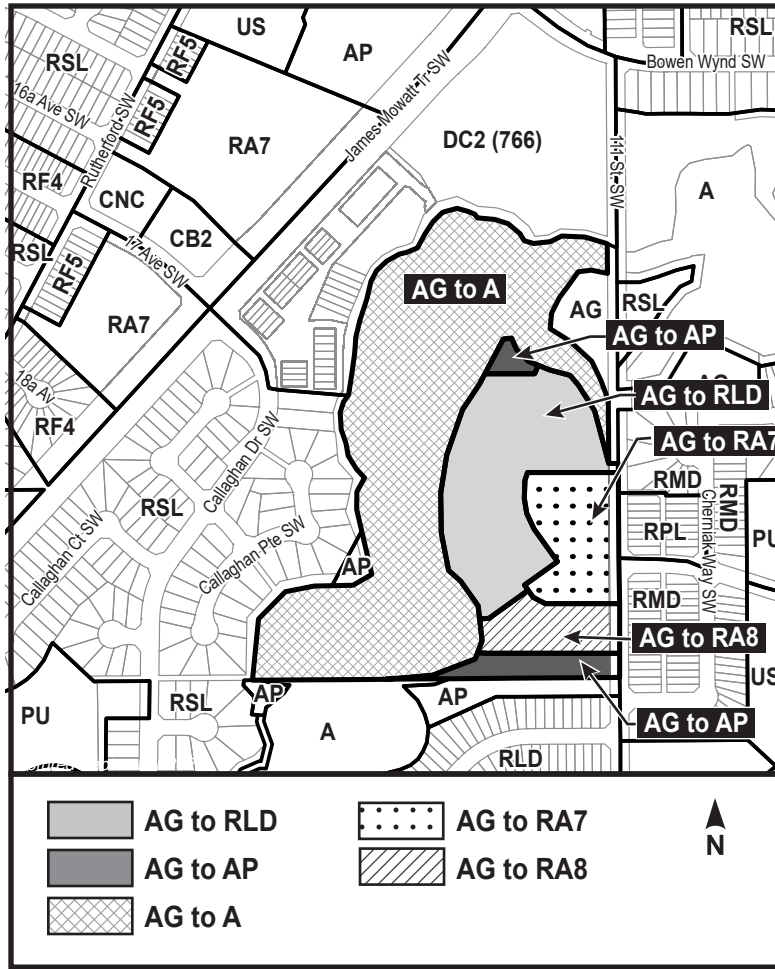 US
RSL
AP
RF5
RSL
Bowen Wynd SW
16a Ave SW
RF5
Rutherford SW
James Mowatt Tr SW
RA7
DC2 (766)
111 St SW
RF4
CNC
A
CB2
RSL
RF5
17 Ave SW
AG to A
AG
RSL
RA7
AG to AP
18a Av
AG to RLD
RF4
AG to RA7
Callaghan Dr SW
RMD
RSL
RMD
Cherniak Way SW
RPL
PU
Callaghan Ct SW
Callaghan Pte SW
AP
RMD
AG to RA8
US
RSL
AP
AP
PU
A
AG to AP
RLD
AG to RLD
AG to RA7
AG to AP
AG to RA8
AG to A
N